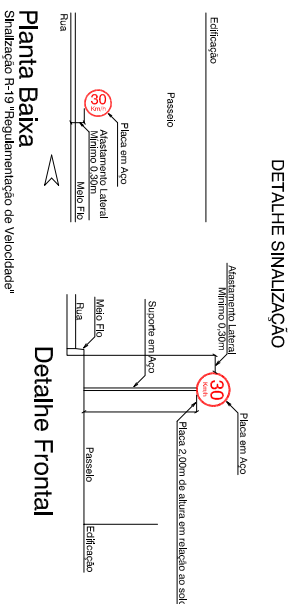 DETALHE SINALIZAÇÃO
Edificação
Passeio
Placa em Aço
30
Km/h
Afastamento Lateral
Mínimo 0,30m
Meio Fio
Rua
Planta Baixa
Sinalização R-19 "Regulamentação de Velocidade"
Afastamento Lateral
Mínimo 0,30m
30
Km/h
Placa em Aço
Placa 2,00m de altura em relação ao solo
Suporte em Aço
Meio Fio
Rua
Passeio
Edificação
Detalhe Frontal